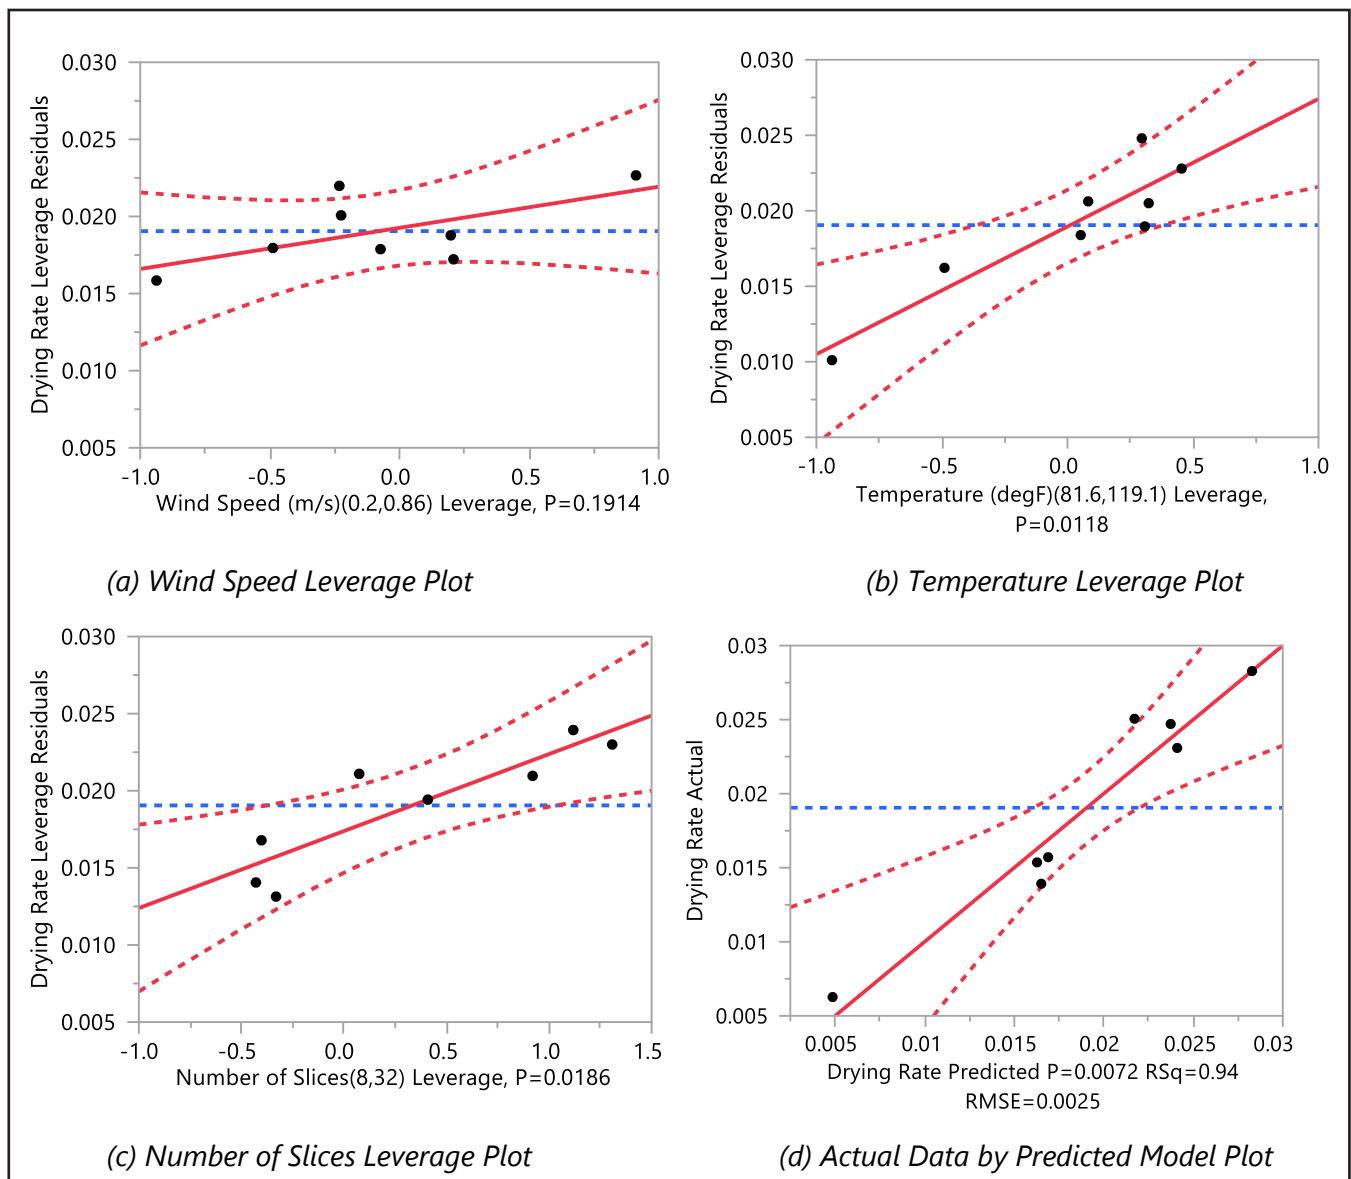 0.030
0.025
0.020
0.015
0.010
0.005
Drying Rate Leverage Residuals
-1.0 -0.5 0.0 0.5 1.0
Wind Speed (m/s)(0.2,0.86) Leverage, P=0.1914
(a) Wind Speed Leverage Plot
0.030
0.025
0.020
0.015
0.010
0.005
Drying Rate Leverage Residuals
-1.0 -0.5 0.0 0.5 1.0
Temperature (degF)(81.6,119.1) Leverage,
P=0.0118
(b) Temperature Leverage Plot
0.030
0.025
0.020
0.015
0.010
0.005
Drying Rate Leverage Residuals
-1.0 -0.5 0.0 0.5 1.0 1.5
Number of Slices(8,32) Leverage, P=0.0186
(c) Number of Slices Leverage Plot
0.03
0.025
0.02
0.015
0.01
0.005
Drying Rate Actual
0.005 0.01 0.015 0.02 0.025 0.03
Drying Rate Predicted P=0.0072 RSq=0.94
RMSE=0.0025
(d) Actual Data by Predicted Model Plot